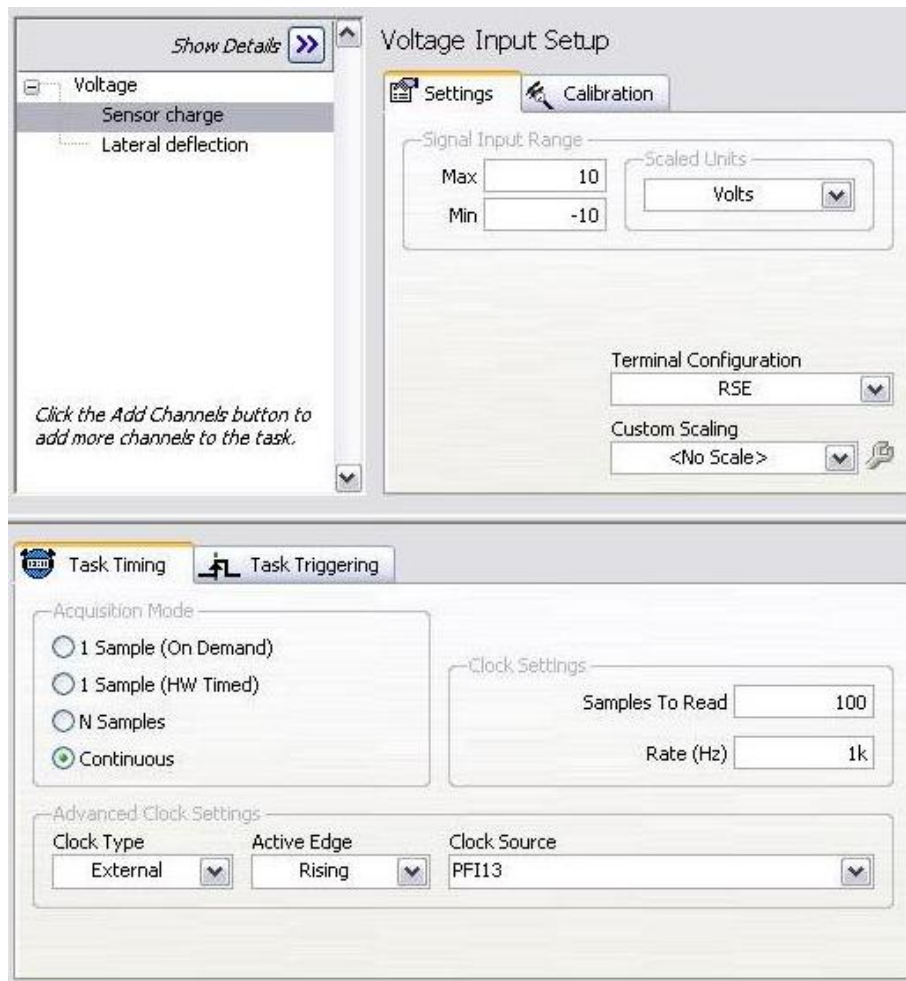 Show Details
Voltage
Sensor charge
Lateral deflection
Click the Add Channels button to
add more channels to the task.
Voltage Input Setup
Settings Calibration
Signal Input Range
Max 10
Min -10
Scaled Units
Volts
Terminal Configuration
RSE
Custom Scaling
<No Scale>
Task Timing Task Triggering
Acquisition Mode
1 Sample (On Demand)
1 Sample (HW Timed)
N Samples
Continuous
Clock Settings
Samples To Read 100
Rate (Hz) 1k
Advanced Clock Settings
Clock Type Active Edge Clock Source
External Rising PFI13